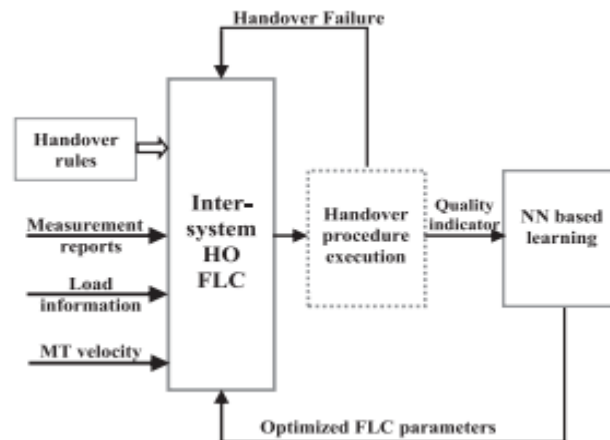 Handover Failure
Handover
rules
Measurement
reports
Load
information
MT velocity
Inter-
system
HO
FLC
Handover
procedure
execution
Quality
indicator
NN based
learning
Optimized FLC parameters